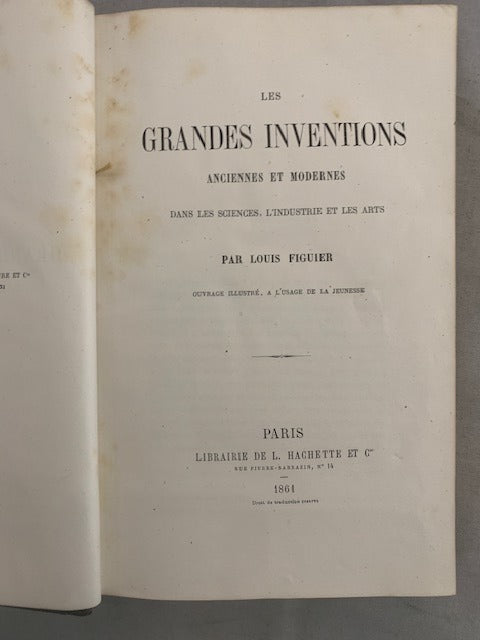 LES
GRANDES INVENTIONS
ANCIENNES ET MODERNES
DANS LES SCIENCES, L'INDUSTRIE ET LES ARTS
PAR LOUIS FIGUIER
OUVRAGE ILLUSTRÉ, A L'USAGE DE LA JEUNESSE
PARIS
LIBRAIRIE DE L. HACHETTE ET Cie
RUE PIERRE-SARRAZIN, N° 14
1861
Droit de traduction réservé